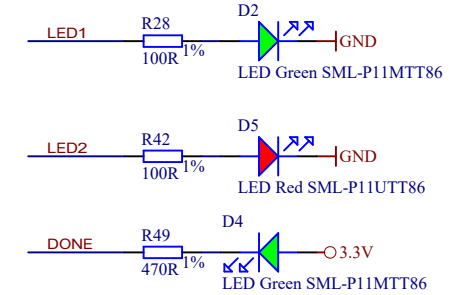 D2
LED1 R28 GND
100R 1%
LED Green SML-P11MTT86
D5
LED2 R42 GND
100R 1%
LED Red SML-P11UTT86
D4
DONE R49 3.3V
470R 1%
LED Green SML-P11MTT86